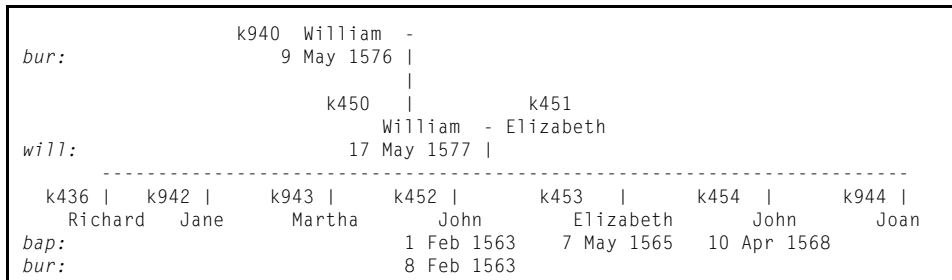 k940 William -
bur: 9 May 1576 |
|
k450 | k451
William - Elizabeth
will: 17 May 1577 |
----------------------------------------------------------------------
k436 | k942 | k943 | k452 | k453 | k454 | k944 |
Richard Jane Martha John Elizabeth John Joan
bap: 1 Feb 1563 7 May 1565 10 Apr 1568
bur: 8 Feb 1563